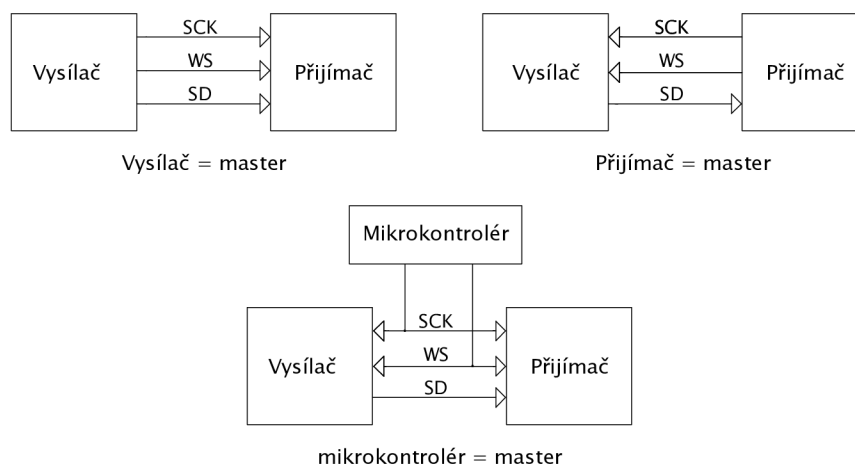 SCK
WS
SD
Vysílač
Přijímač
Vysílač = master
SCK
WS
SD
Vysílač
Přijímač
Přijímač = master
Mikrokontrolér
SCK
WS
SD
Vysílač
Přijímač
mikrokontrolér = master